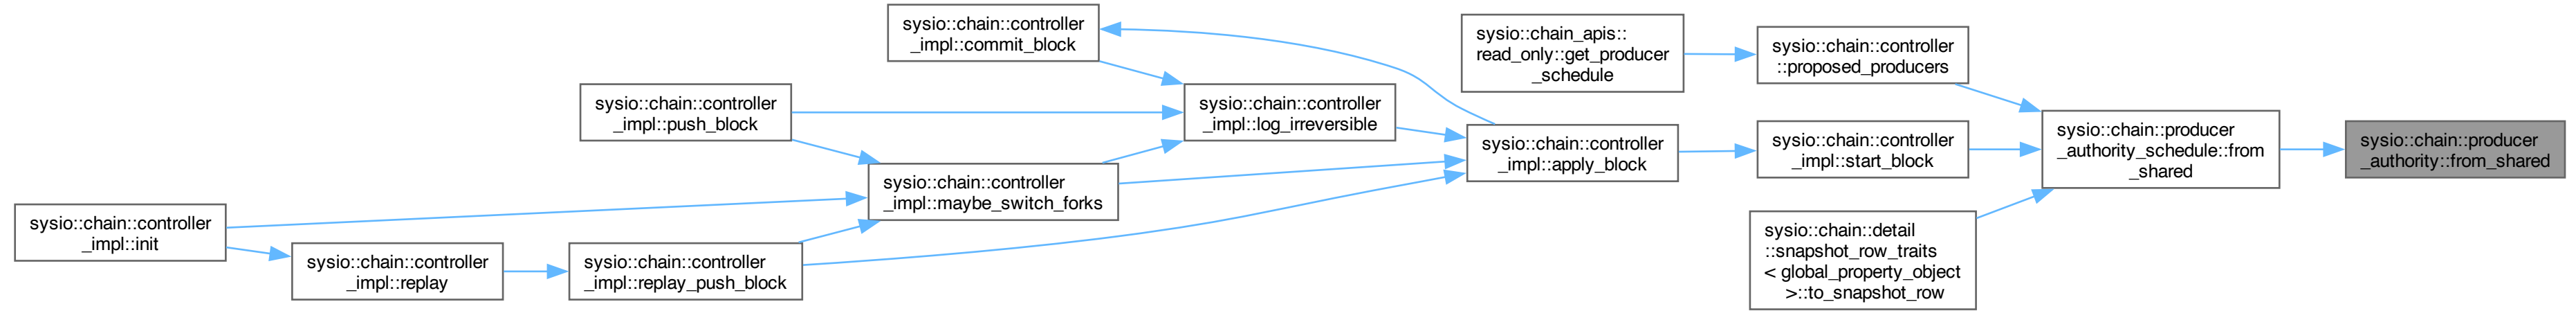 sysio::chain::controller
_impl::init
sysio::chain::controller
_impl::replay
sysio::chain::controller
_impl::push_block
sysio::chain::controller
_impl::replay_push_block
sysio::chain::controller
_impl::commit_block
sysio::chain::controller
_impl::maybe_switch_forks
sysio::chain::controller
_impl::log_irreversible
sysio::chain_apis::
read_only::get_producer
_schedule
sysio::chain::controller
_impl::apply_block
sysio::chain::controller
::proposed_producers
sysio::chain::controller
_impl::start_block
sysio::chain::detail
::snapshot_row_traits
< global_property_object
>::to_snapshot_row
sysio::chain::producer
_authority_schedule::from
_shared
sysio::chain::producer
_authority::from_shared